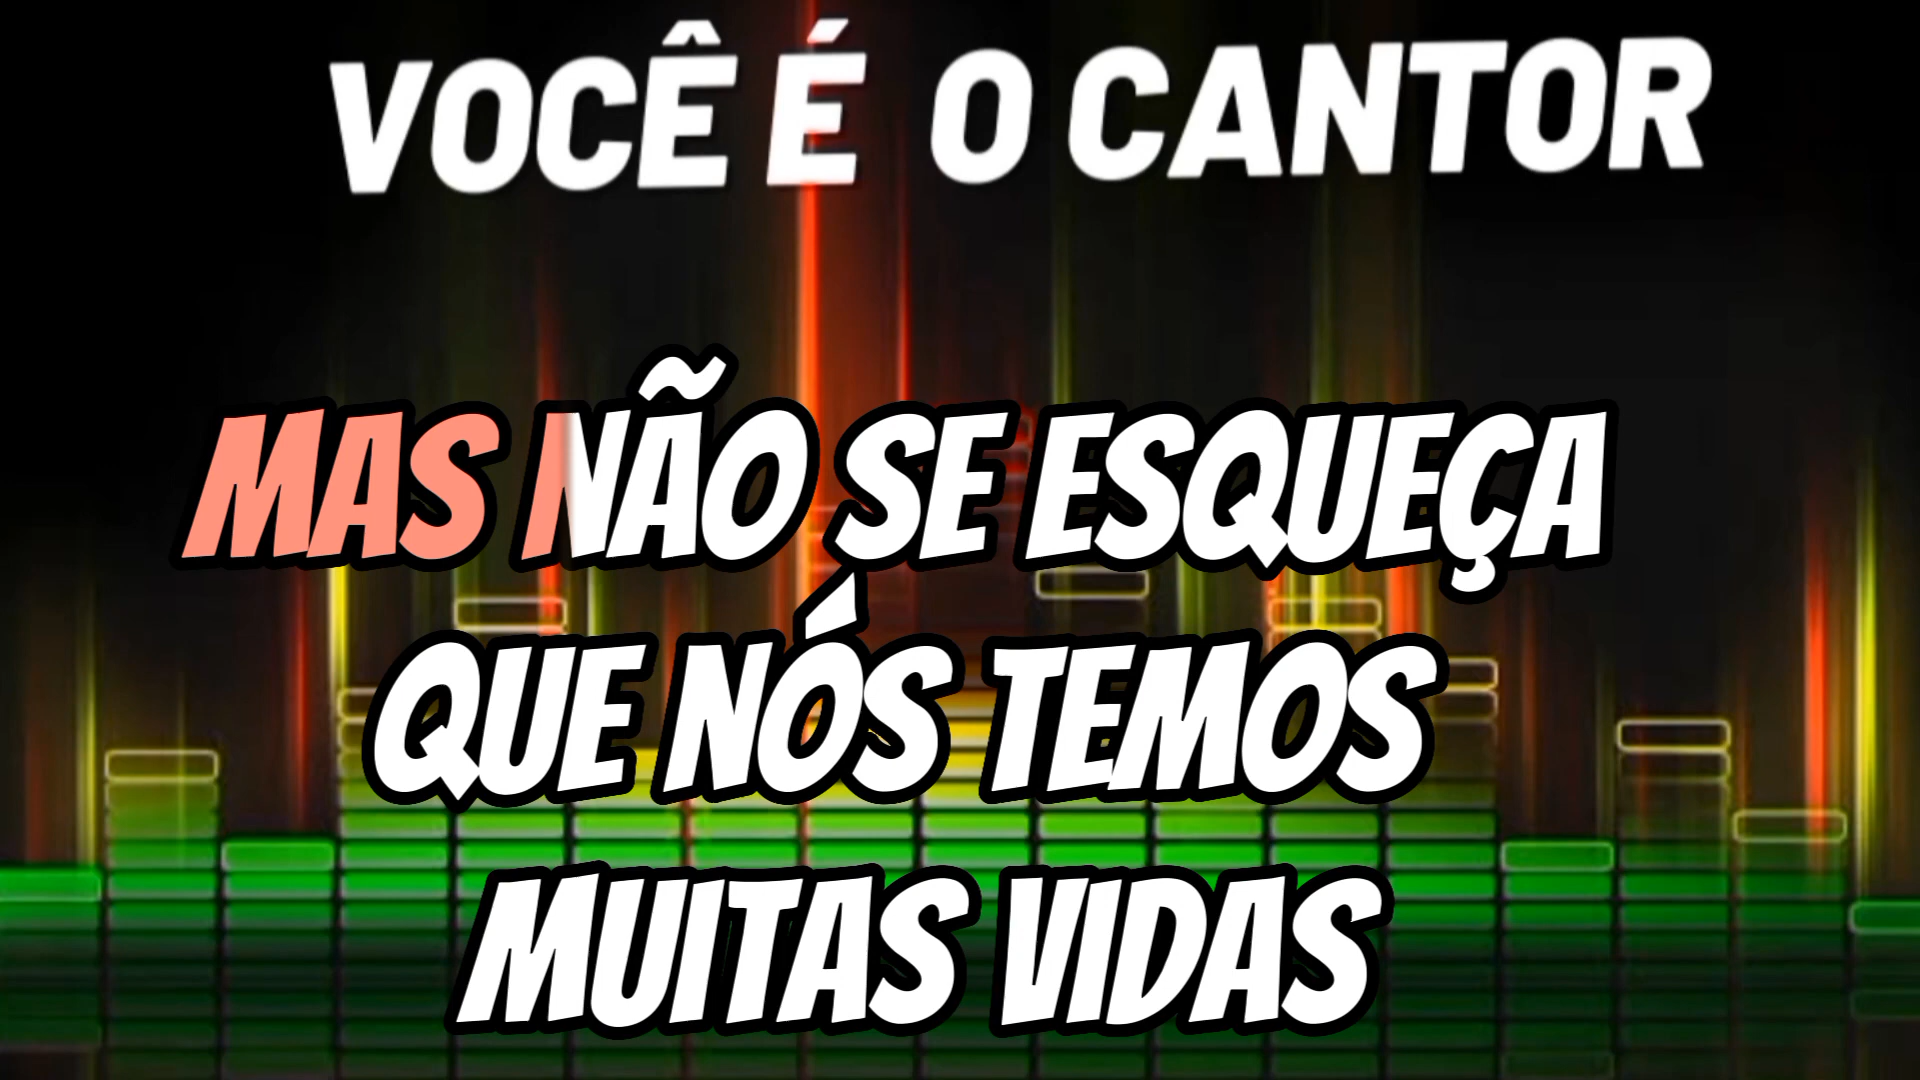 VOCÊ É O CANTOR
MAS NÃO SE ESQUEÇA
QUE NÓS TEMOS
MUITAS VIDAS